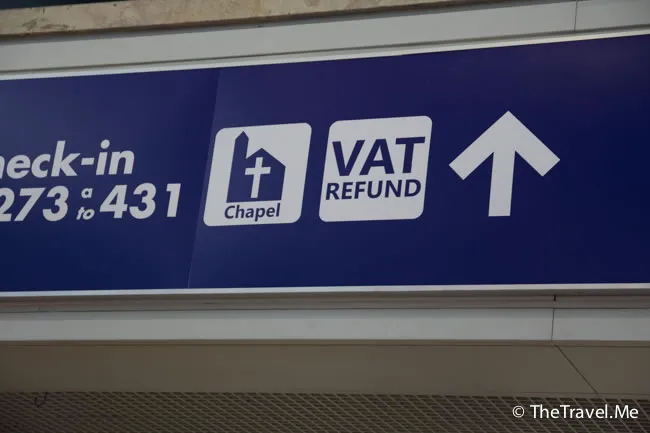 heck-in
273 a to 431
Chapel
VAT
REFUND
© TheTravel.Me